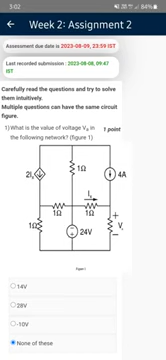 3:02
84%
← Week 2: Assignment 2
Assessment due date is 2023-08-09, 23:59 IST
Last recorded submission : 2023-08-08, 09:47
IST
Carefully read the questions and try to solve
them intuitively.
Multiple questions can have the same circuit
figure.
1) What is the value of voltage Vx in 1 point
the following network? (figure 1)
1Ω
2Ix
4A
Ix
1Ω
1Ω
1Ω
24V
+
Vx
−
Figure 1
14V
28V
-10V
None of these